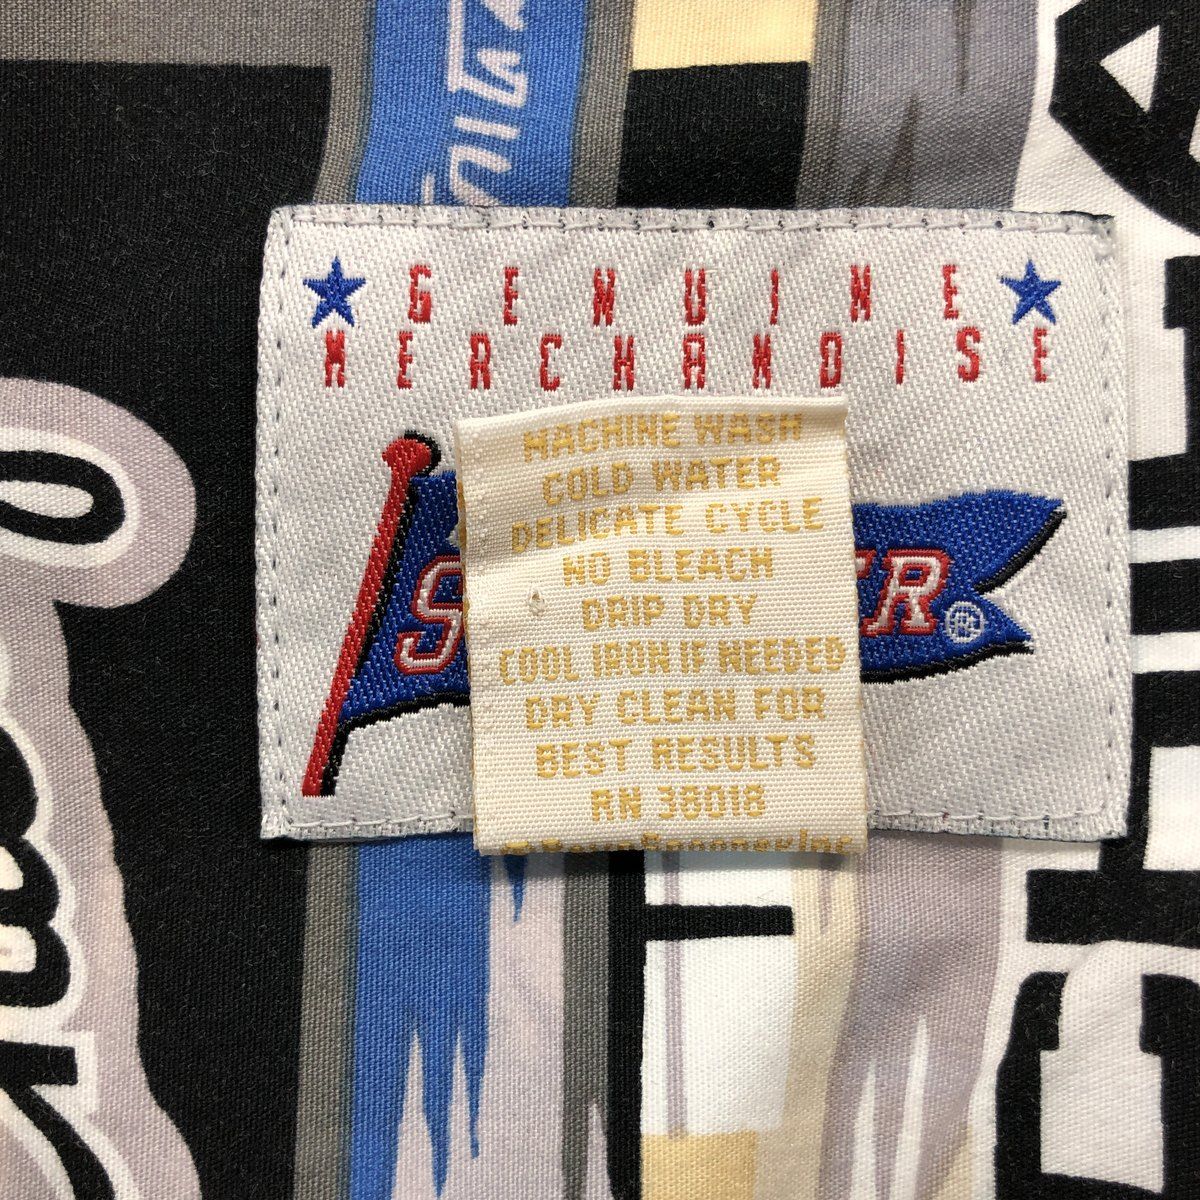 GENUINE
MERCHANDISE
MACHINE WASH
COLD WATER
DELICATE CYCLE
NO BLEACH
DRIP DRY
COOL IRON IF NEEDED
DRY CLEAN FOR
BEST RESULTS
RN 38018
S ER ®